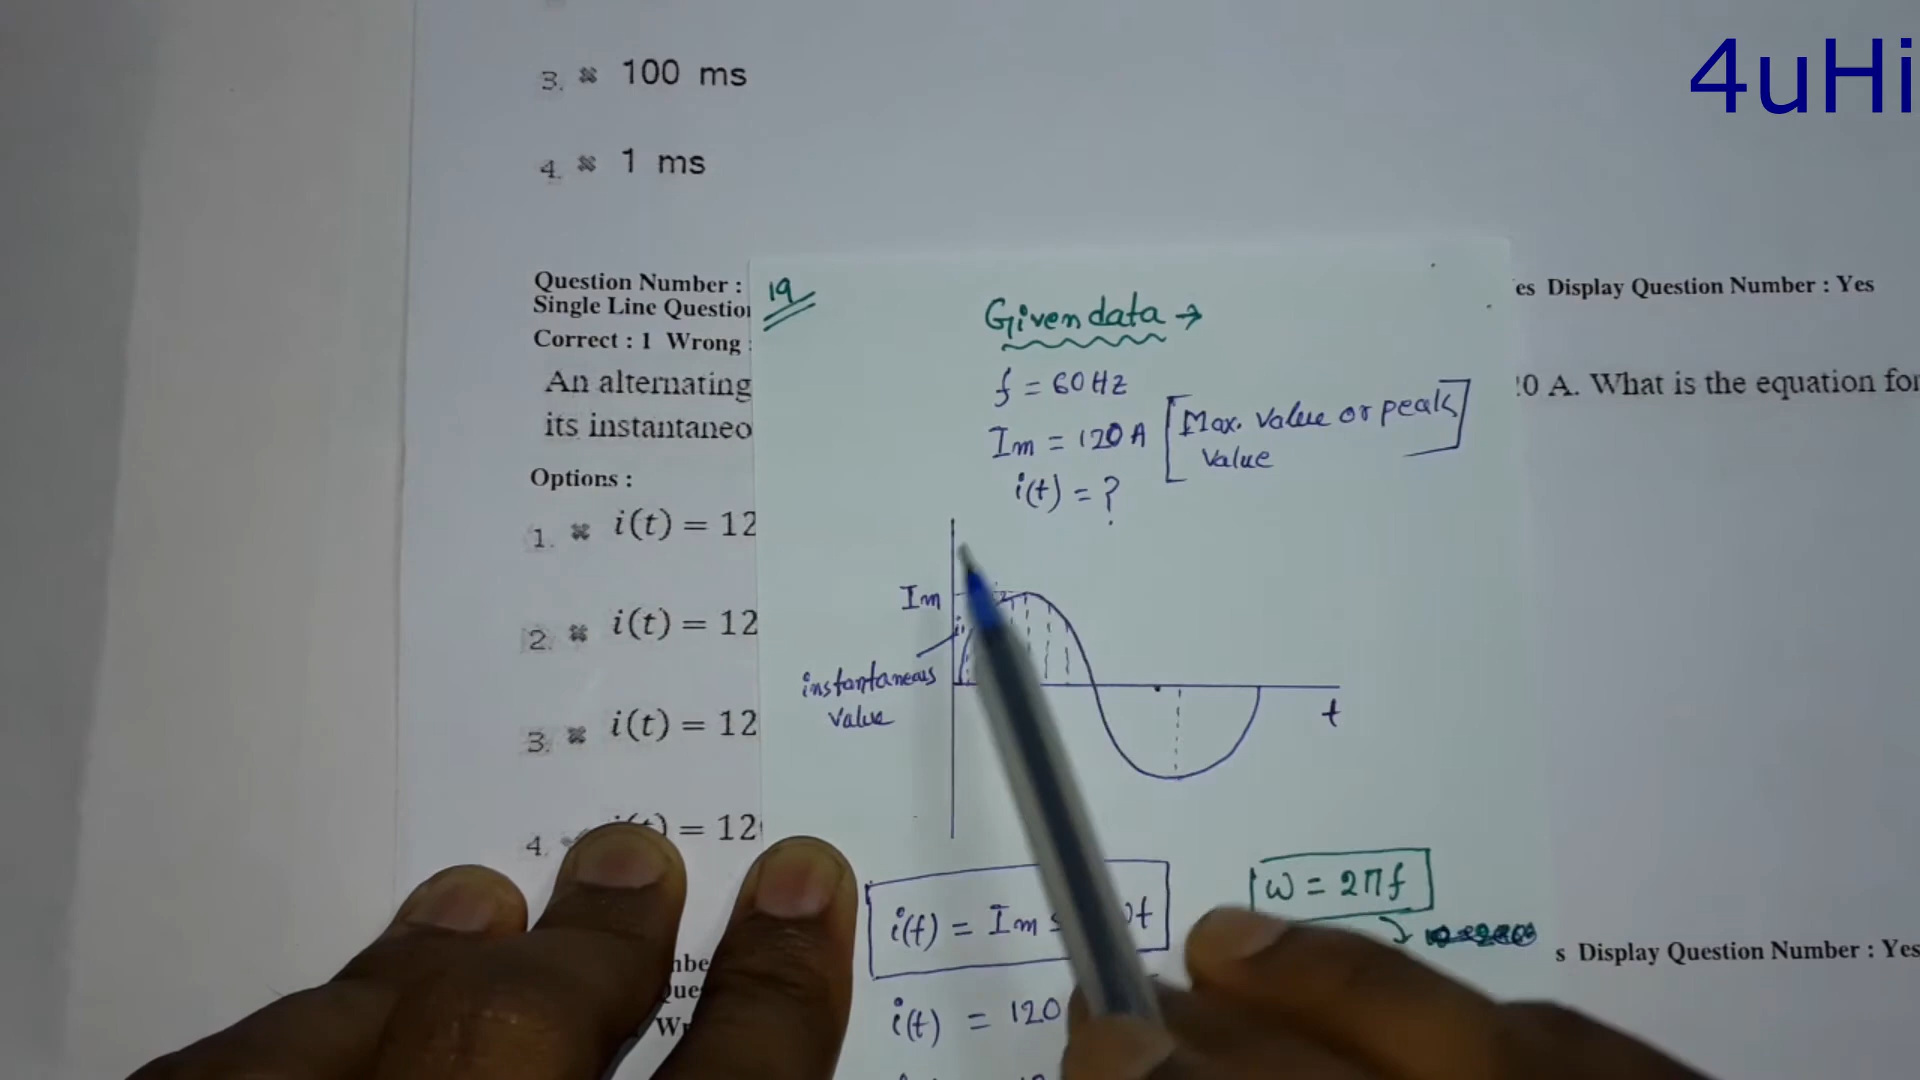 4uHi
3. 100 ms
4. 1 ms
Question Number :
Single Line Question
Correct : 1 Wrong :
es Display Question Number : Yes
An alternating
0 A. What is the equation for
its instantaneo
Options :
1. i(t) = 12
2. i(t) = 12
3. i(t) = 12
4. i(t) = 12
19
Given data →
f = 60 Hz
Im = 120 A [Max. Value or peak
Value]
i(t) = ?
Im
i1
instantaneous
value
t
ω = 2πf
i(t) = Im s
t
i(t) = 120
s Display Question Number : Yes